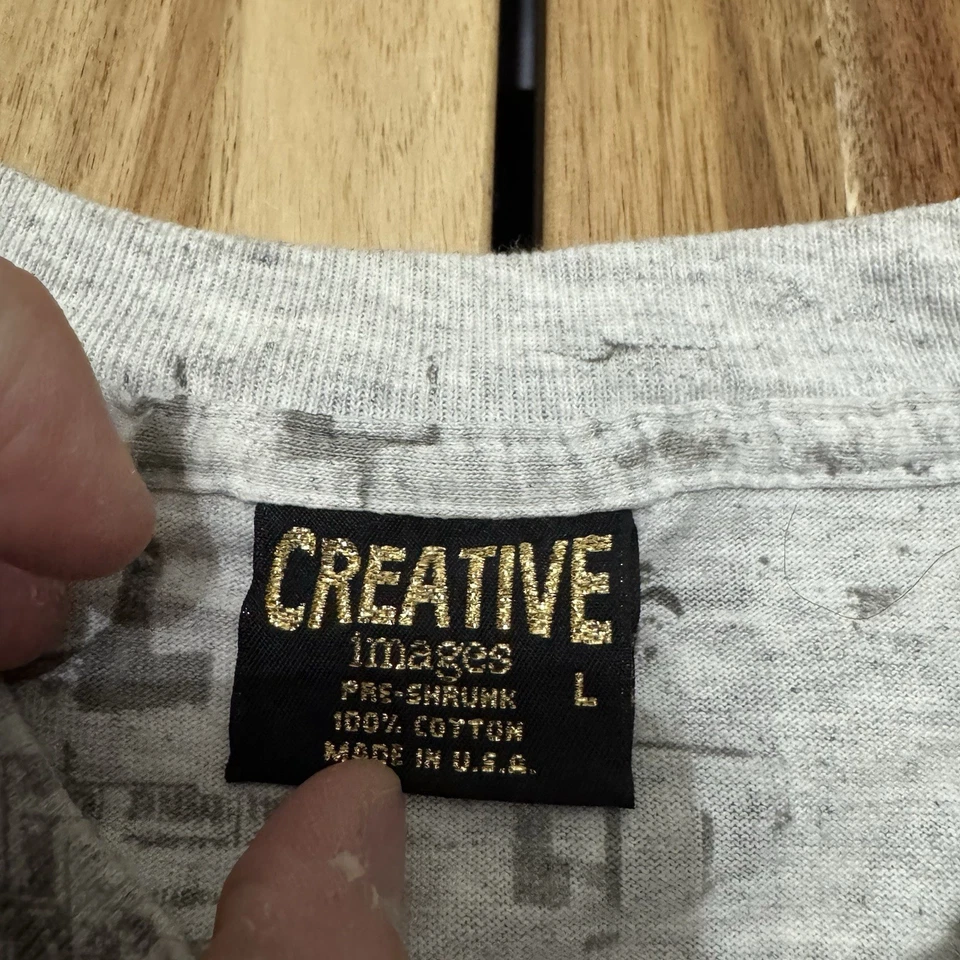 CREATIVE
images
PRE-SHRUNK
L
100% COTTON
MADE IN U.S.A.